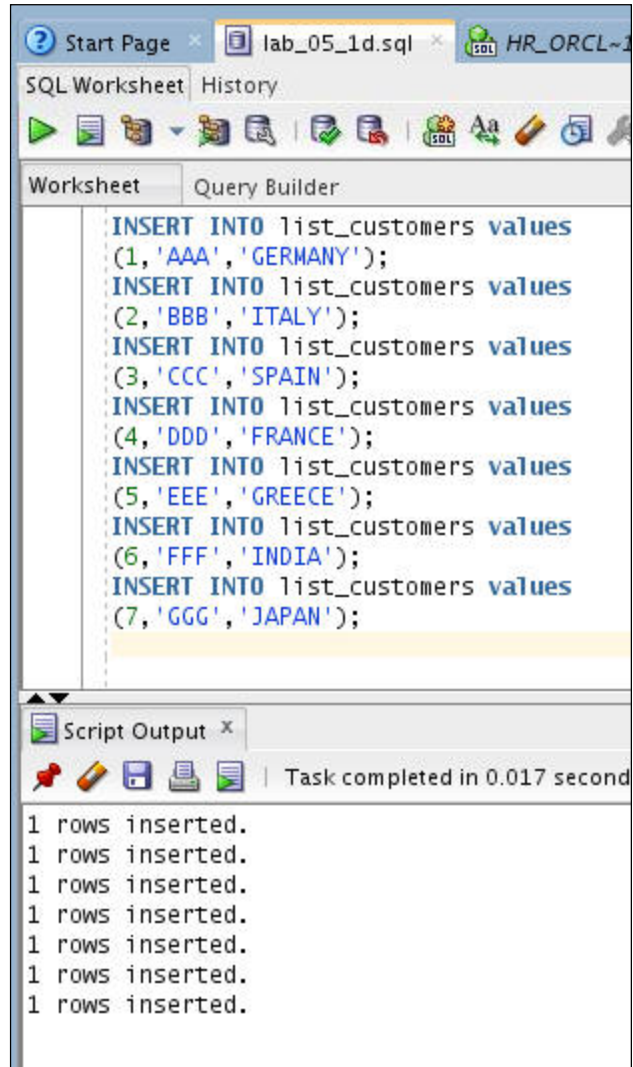 Start Page lab_05_1d.sql HR_ORCL~1
SQL Worksheet History
Worksheet Query Builder
INSERT INTO list_customers values
(1,'AAA','GERMANY');
INSERT INTO list_customers values
(2,'BBB','ITALY');
INSERT INTO list_customers values
(3,'CCC','SPAIN');
INSERT INTO list_customers values
(4,'DDD','FRANCE');
INSERT INTO list_customers values
(5,'EEE','GREECE');
INSERT INTO list_customers values
(6,'FFF','INDIA');
INSERT INTO list_customers values
(7,'GGG','JAPAN');
Script Output x
Task completed in 0.017 second
1 rows inserted.
1 rows inserted.
1 rows inserted.
1 rows inserted.
1 rows inserted.
1 rows inserted.
1 rows inserted.